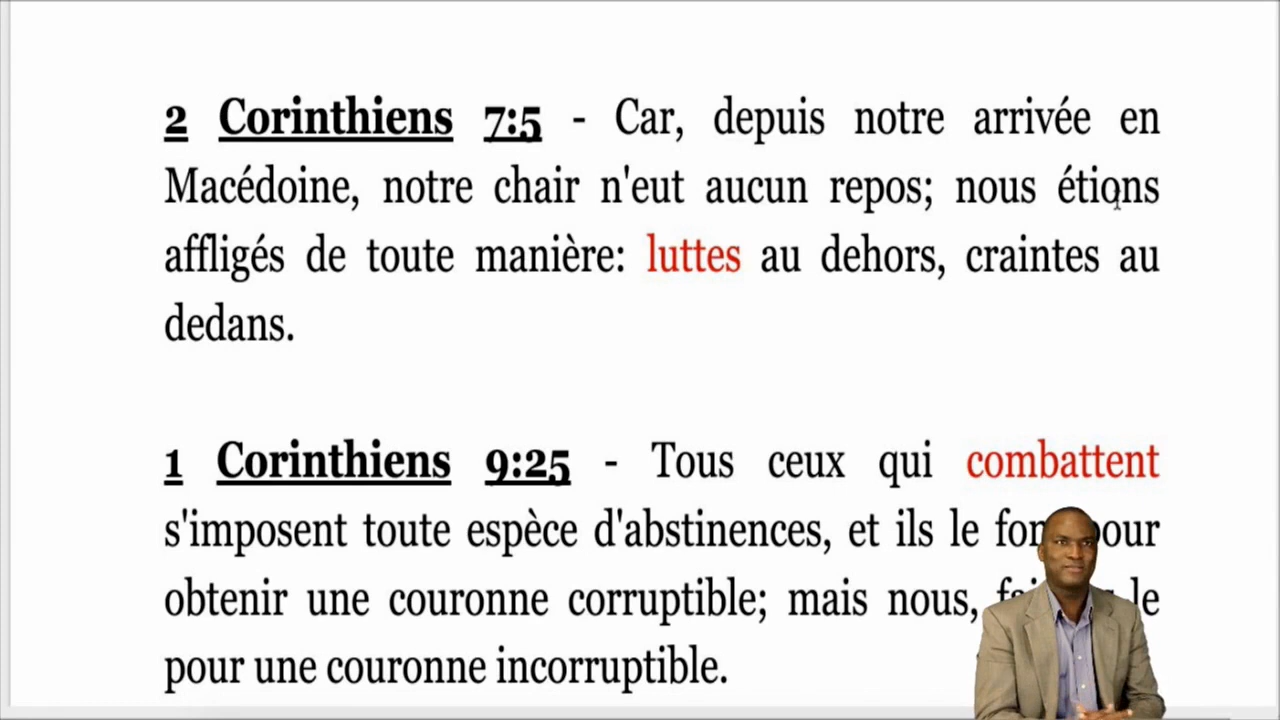 2 Corinthiens 7:5 - Car, depuis notre arrivée en
Macédoine, notre chair n'eut aucun repos; nous étions
affligés de toute manière: luttes au dehors, craintes au
dedans.
1 Corinthiens 9:25 - Tous ceux qui combattent
s'imposent toute espèce d'abstinences, et ils le font pour
obtenir une couronne corruptible; mais nous, le
pour une couronne incorruptible.